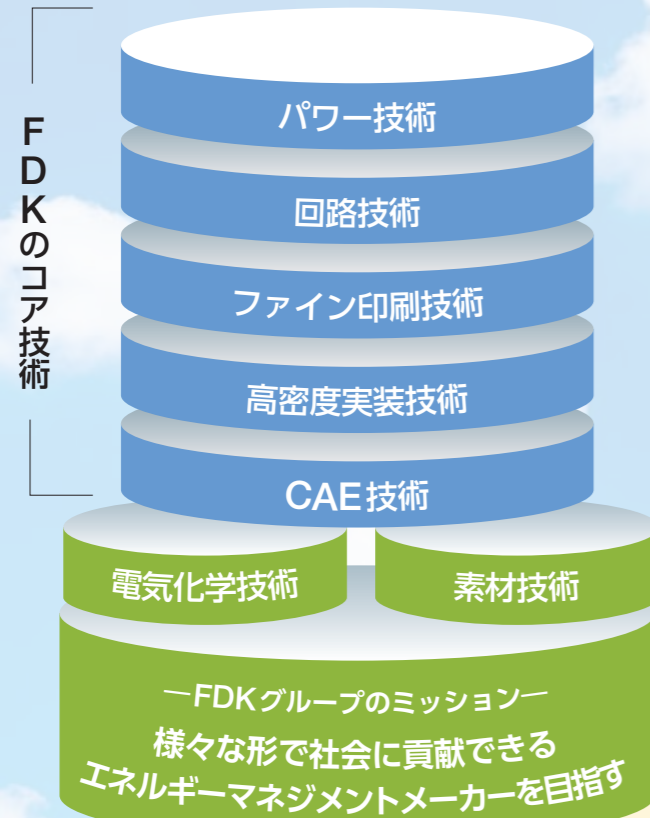 FDKのコア技術
パワー技術
回路技術
ファイン印刷技術
高密度実装技術
CAE技術
電気化学技術
素材技術
―FDKグループのミッション―
様々な形で社会に貢献できる
エネルギーマネジメントメーカーを目指す